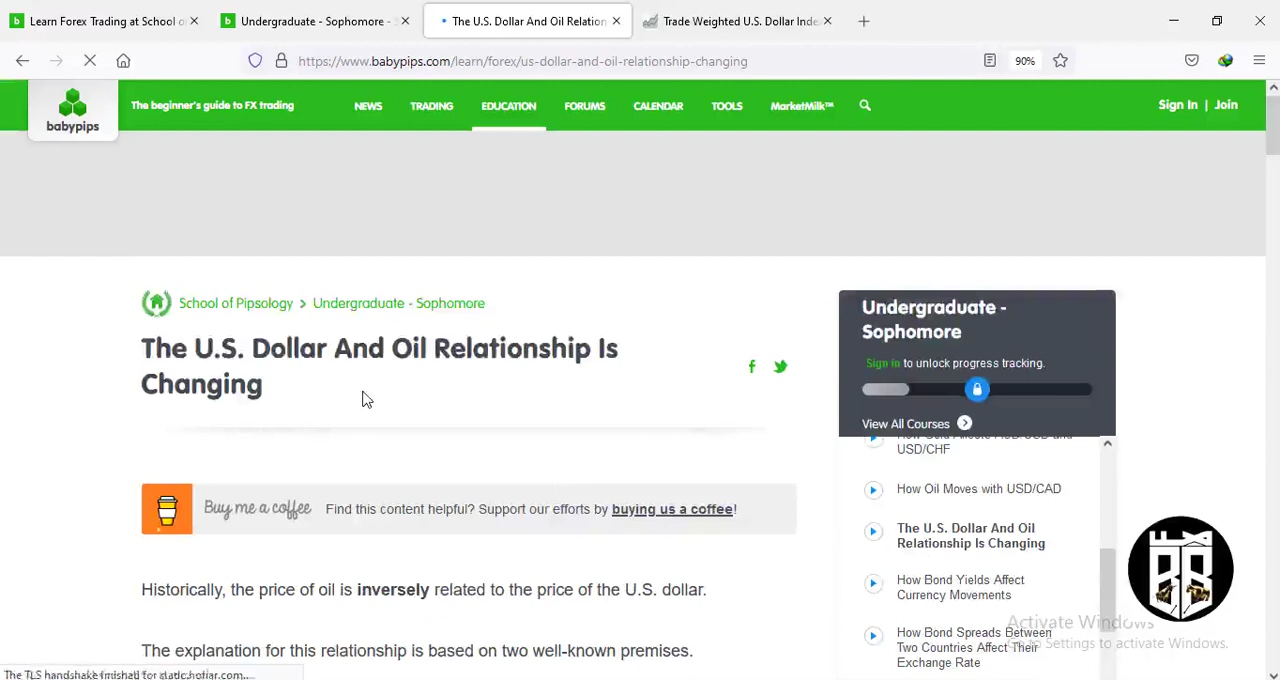 Learn Forex Trading at School o
Undergraduate - Sophomore -
The U.S. Dollar And Oil Relation
Trade Weighted U.S. Dollar Inde
https://www.babypips.com/learn/forex/us-dollar-and-oil-relationship-changing
90%
babypips
The beginner's guide to FX trading
NEWS
TRADING
EDUCATION
FORUMS
CALENDAR
TOOLS
MarketMilk™
Sign In | Join
School of Pipsology > Undergraduate - Sophomore
The U.S. Dollar And Oil Relationship Is
Changing
Buy me a coffee
Find this content helpful? Support our efforts by buying us a coffee!
Historically, the price of oil is inversely related to the price of the U.S. dollar.
The explanation for this relationship is based on two well-known premises.
Undergraduate -
Sophomore
Sign in to unlock progress tracking.
View All Courses
USD/CHF
How Oil Moves with USD/CAD
The U.S. Dollar And Oil
Relationship Is Changing
How Bond Yields Affect
Currency Movements
How Bond Spreads Between
Two Countries Affect Their
Exchange Rate
Activate Windows
Go to Settings to activate Windows.